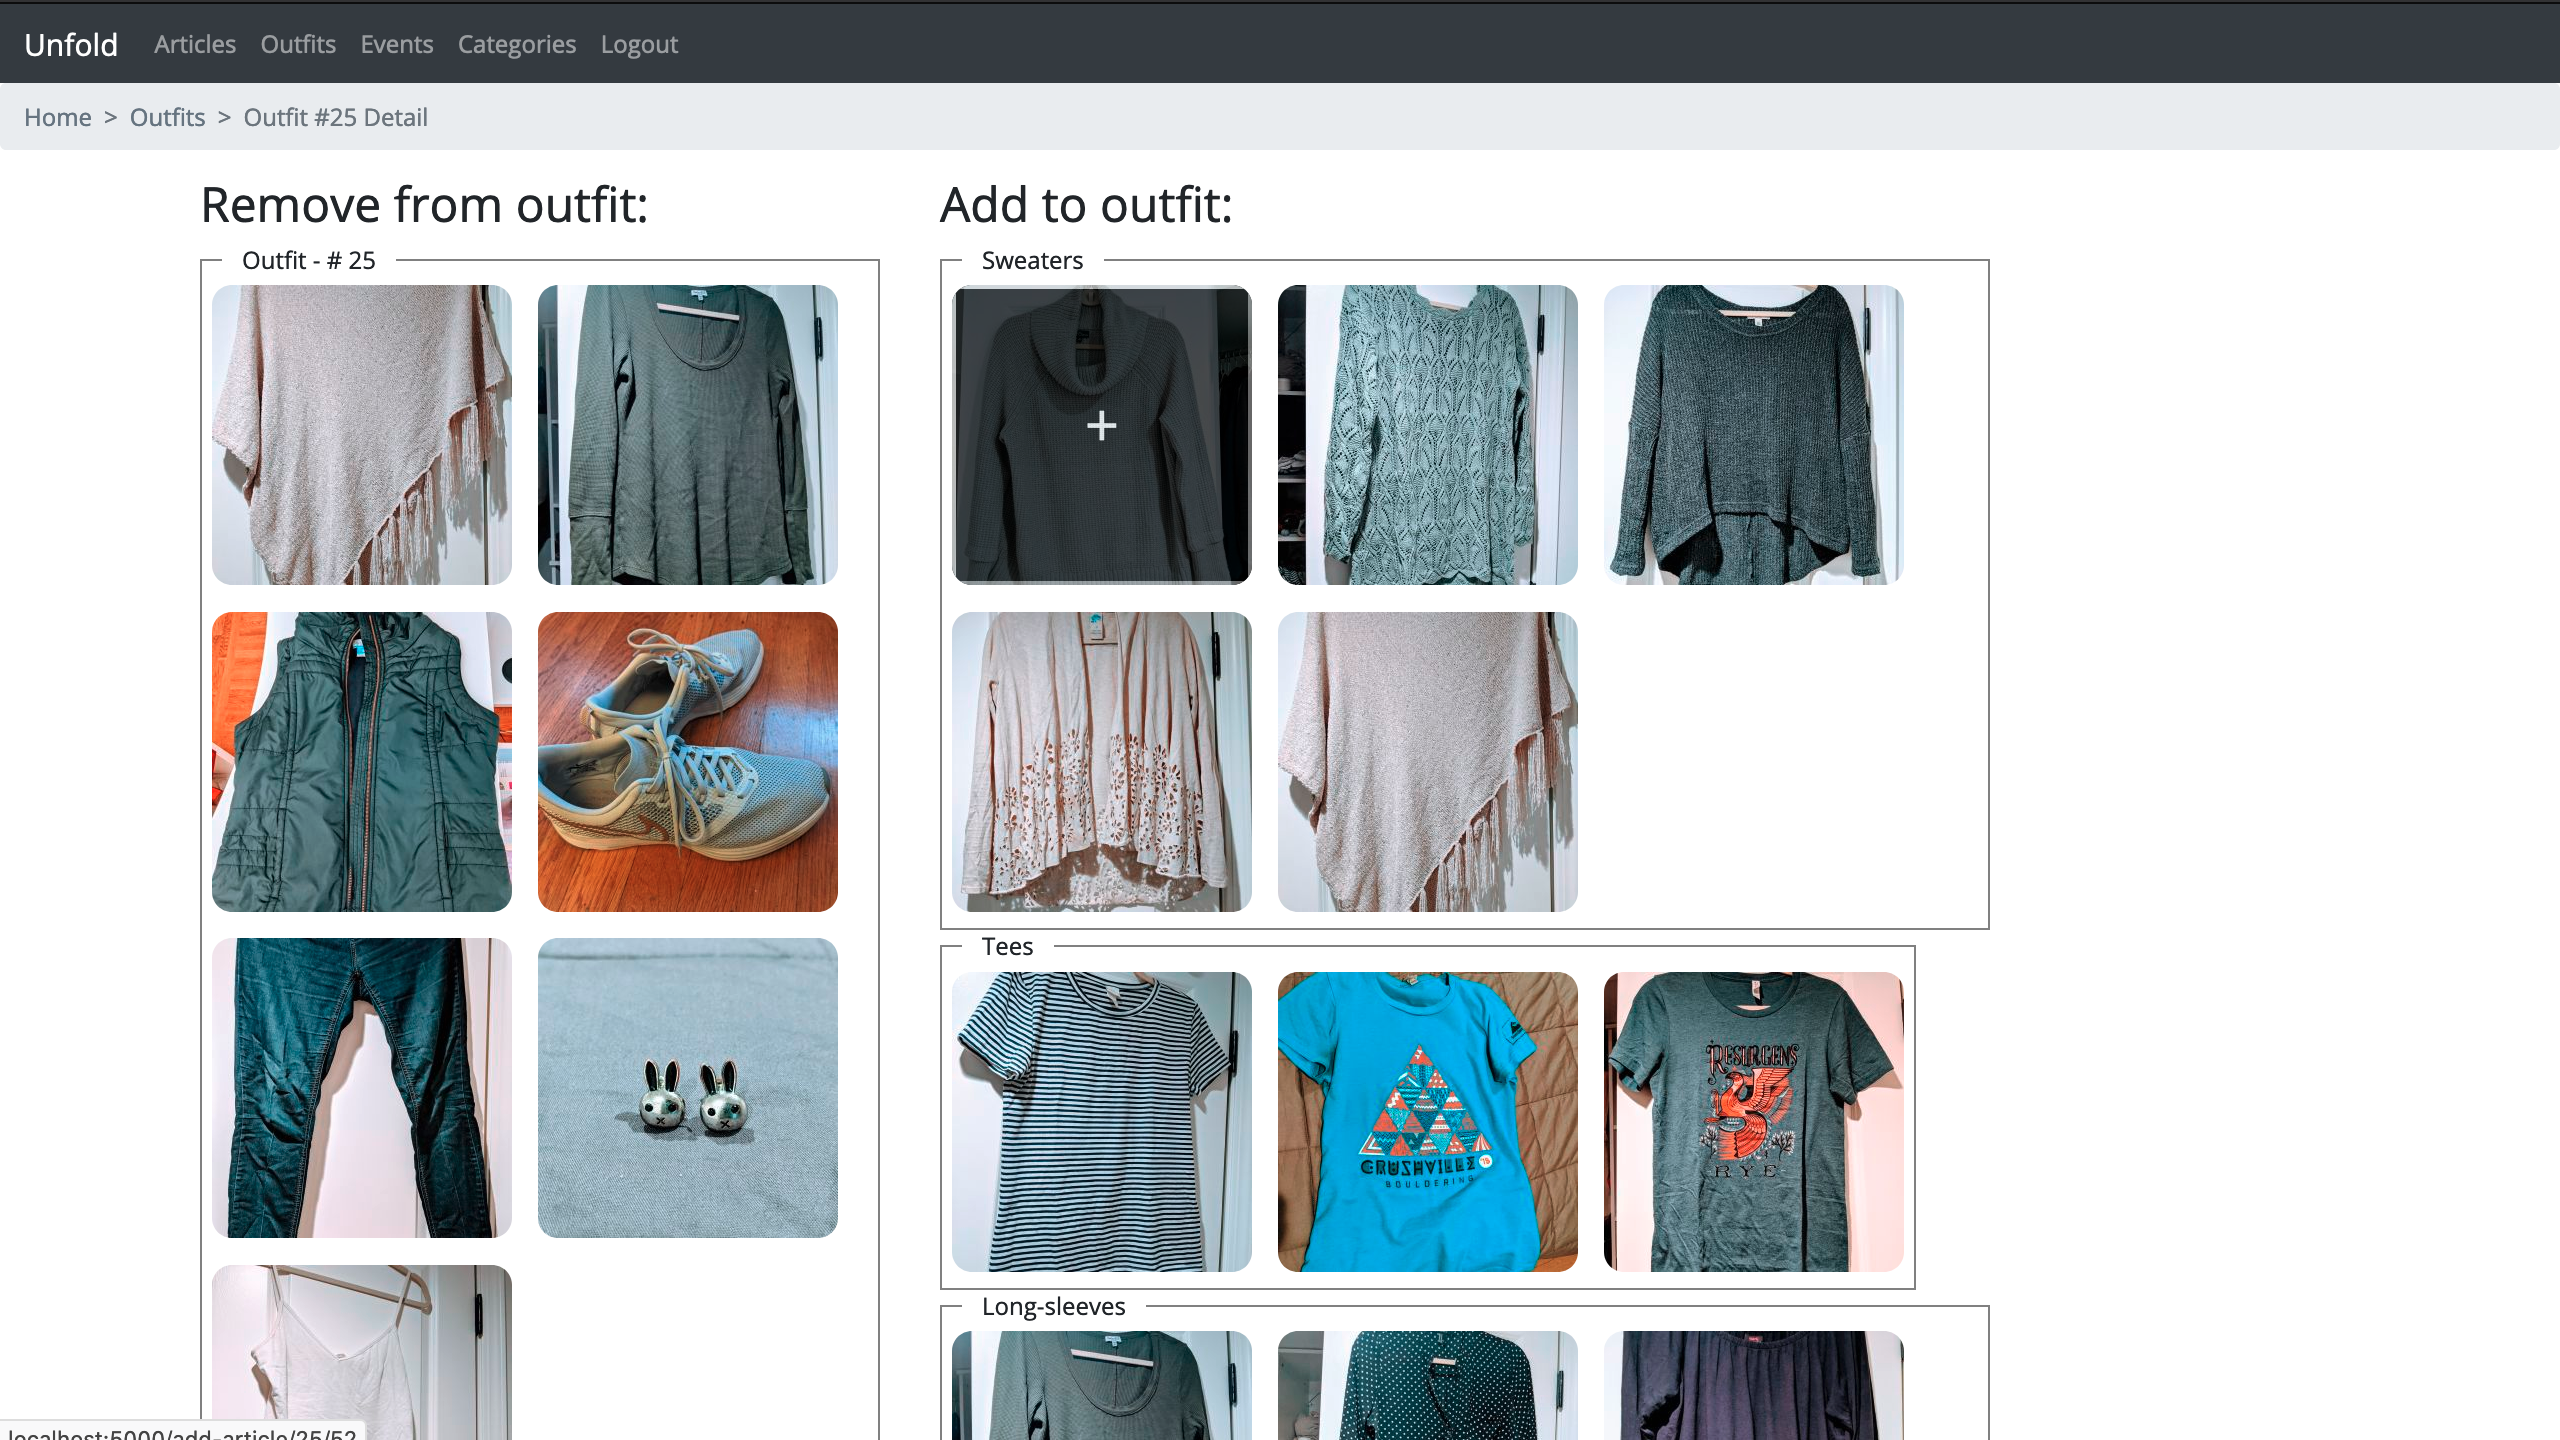 Unfold Articles Outfits Events Categories Logout
Home > Outfits > Outfit #25 Detail
Remove from outfit:
Outfit - # 25
Add to outfit:
Sweaters
+
Tees
CRUSHVILLE '15
BOULDERING
RESURGENS
RYE
Long-sleeves
localhost:5000/add-article/25/52